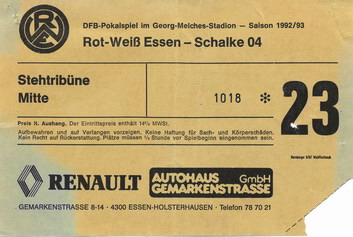 RWE
DFB-Pokalspiel im Georg-Melches-Stadion – Saison 1992/93
Rot-Weiß Essen – Schalke 04
Stehtribüne
Mitte
1018 * 23
Preis lt. Aushang. Der Eintrittspreis enthält 14% MWSt.
Aufbewahren und auf Verlangen vorzeigen. Keine Haftung für Sach- und Körperschäden.
Kein Recht auf Rückerstattung. Plätze müssen ½ Stunde vor Spielbeginn eingenommen sein.
RENAULT AUTOHAUS GEMARKENSTRASSE GmbH
GEMARKENSTRASSE 8-14 · 4300 ESSEN-HOLSTERHAUSEN · Telefon 78 70 21